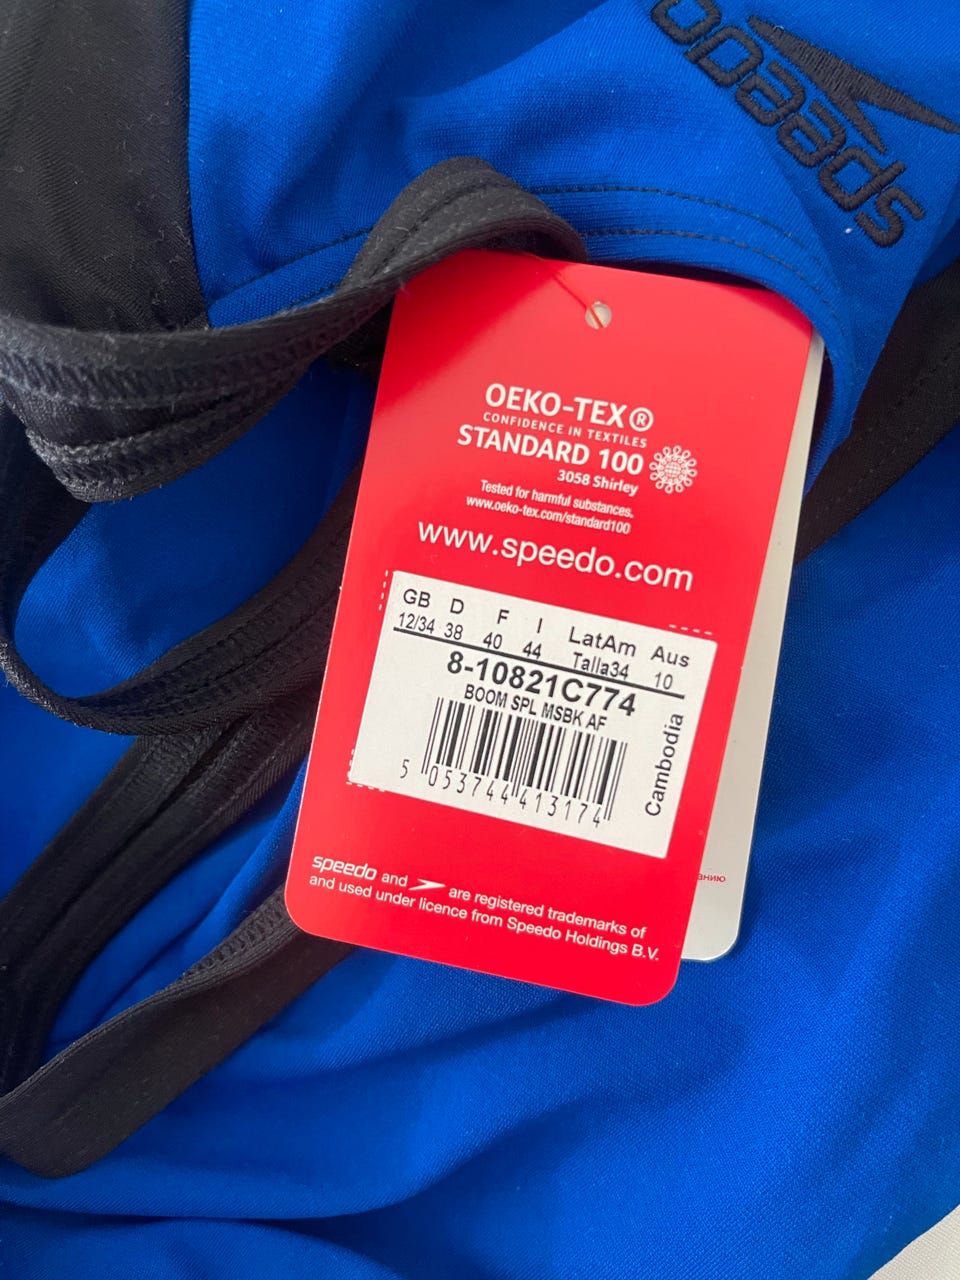 speedo
OEKO-TEX®
CONFIDENCE IN TEXTILES
STANDARD 100
3058 Shirley
Tested for harmful substances.
www.oeko-tex.com/standard100
www.speedo.com
GB D F I LatAm Aus
12/34 38 40 44 Talla34 10
8-10821C774
BOOM SPL MSBK AF
Cambodia
5 053744 413174
speedo and are registered trademarks of
and used under licence from Speedo Holdings B.V.